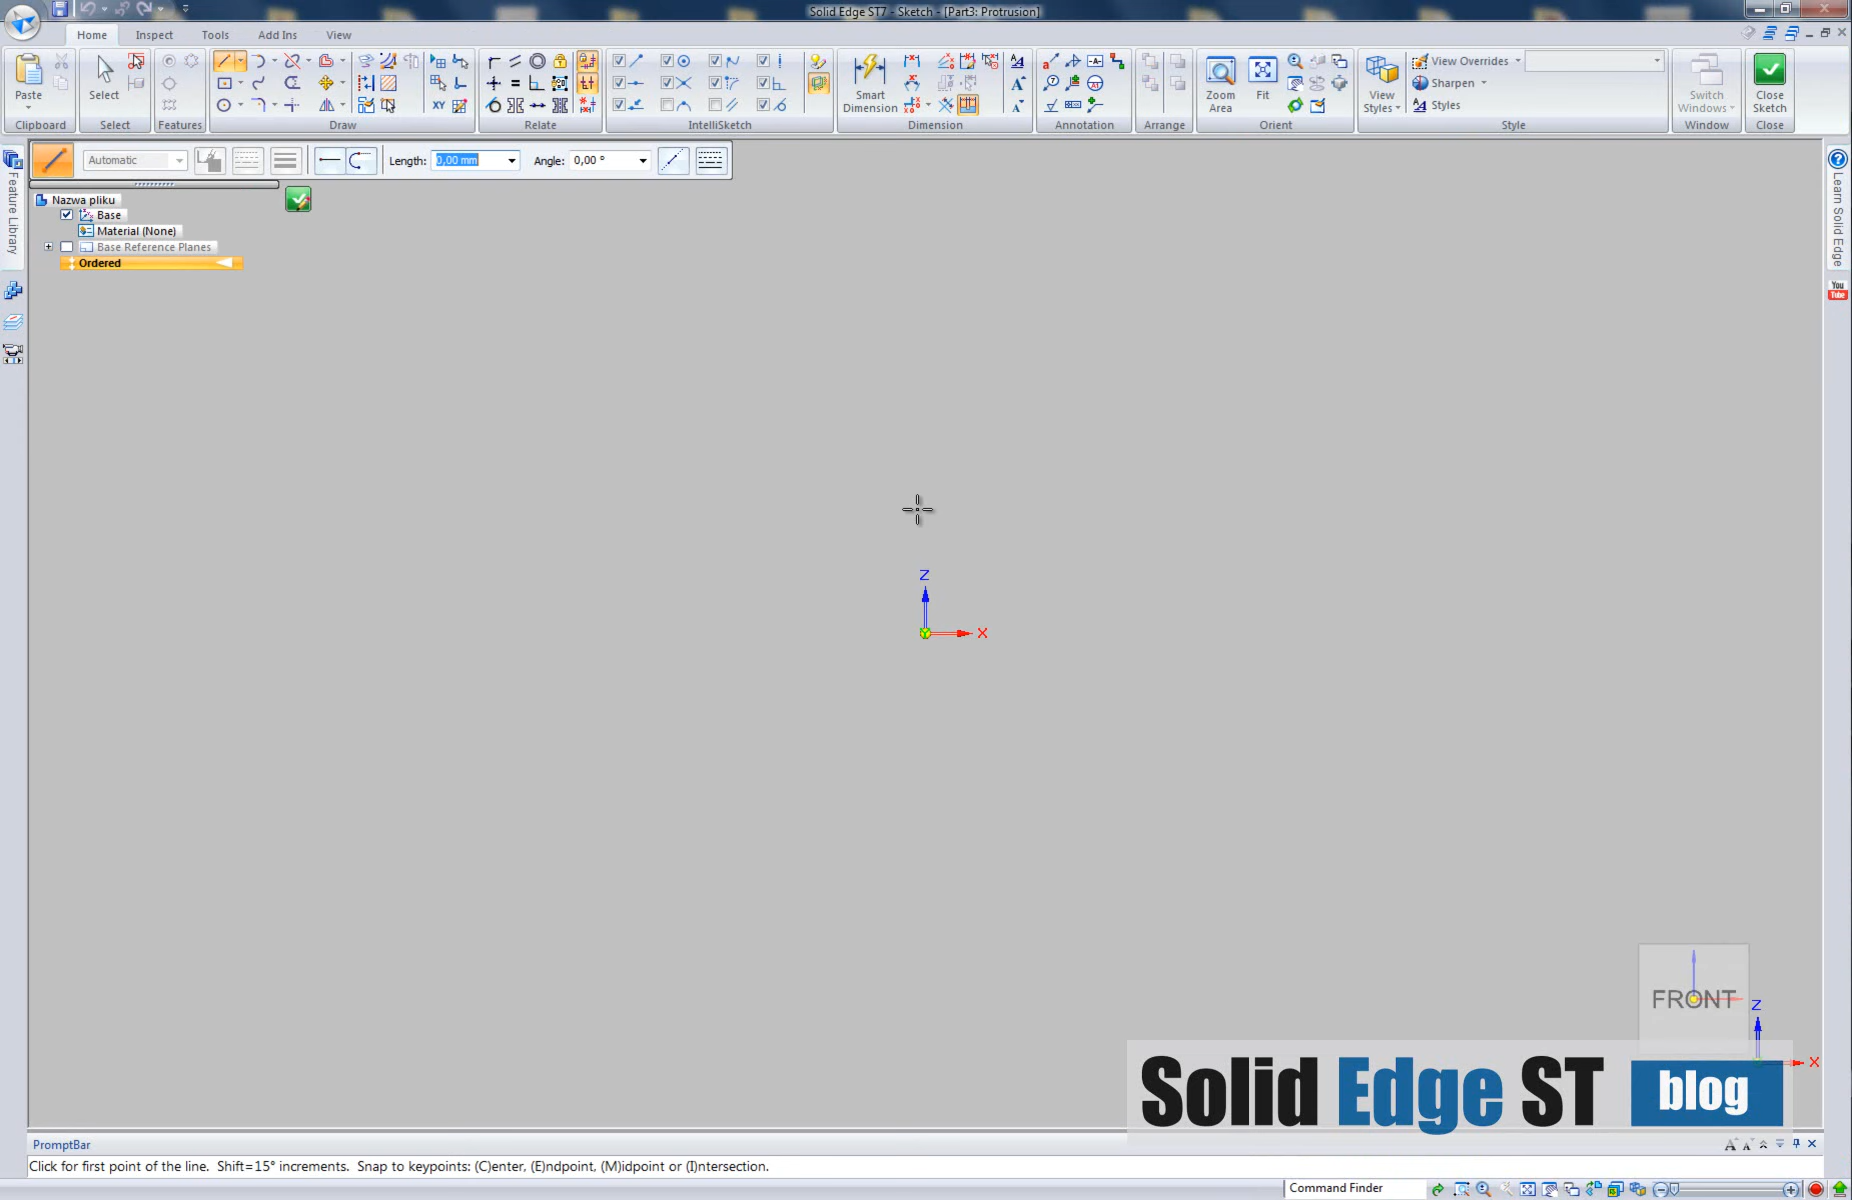 Solid Edge ST7 - Sketch - [Part3: Protrusion]
Home Inspect Tools Add Ins View
Paste
Select
Smart Dimension
Zoom Area
Fit
View Styles
View Overrides
Sharpen
Styles
Switch Windows
Close Sketch
Clipboard Select Features Draw Relate IntelliSketch Dimension Annotation Arrange Orient Style Window Close
Automatic Length: 0,00 mm Angle: 0,00 °
Feature Library
Learn Solid Edge
You Tube
Nazwa pliku
Base
Material (None)
Base Reference Planes
Ordered
Z
X
FRONT
Z
X
Solid Edge ST blog
PromptBar
Click for first point of the line. Shift=15° increments. Snap to keypoints: (C)enter, (E)ndpoint, (M)idpoint or (I)ntersection.
Command Finder